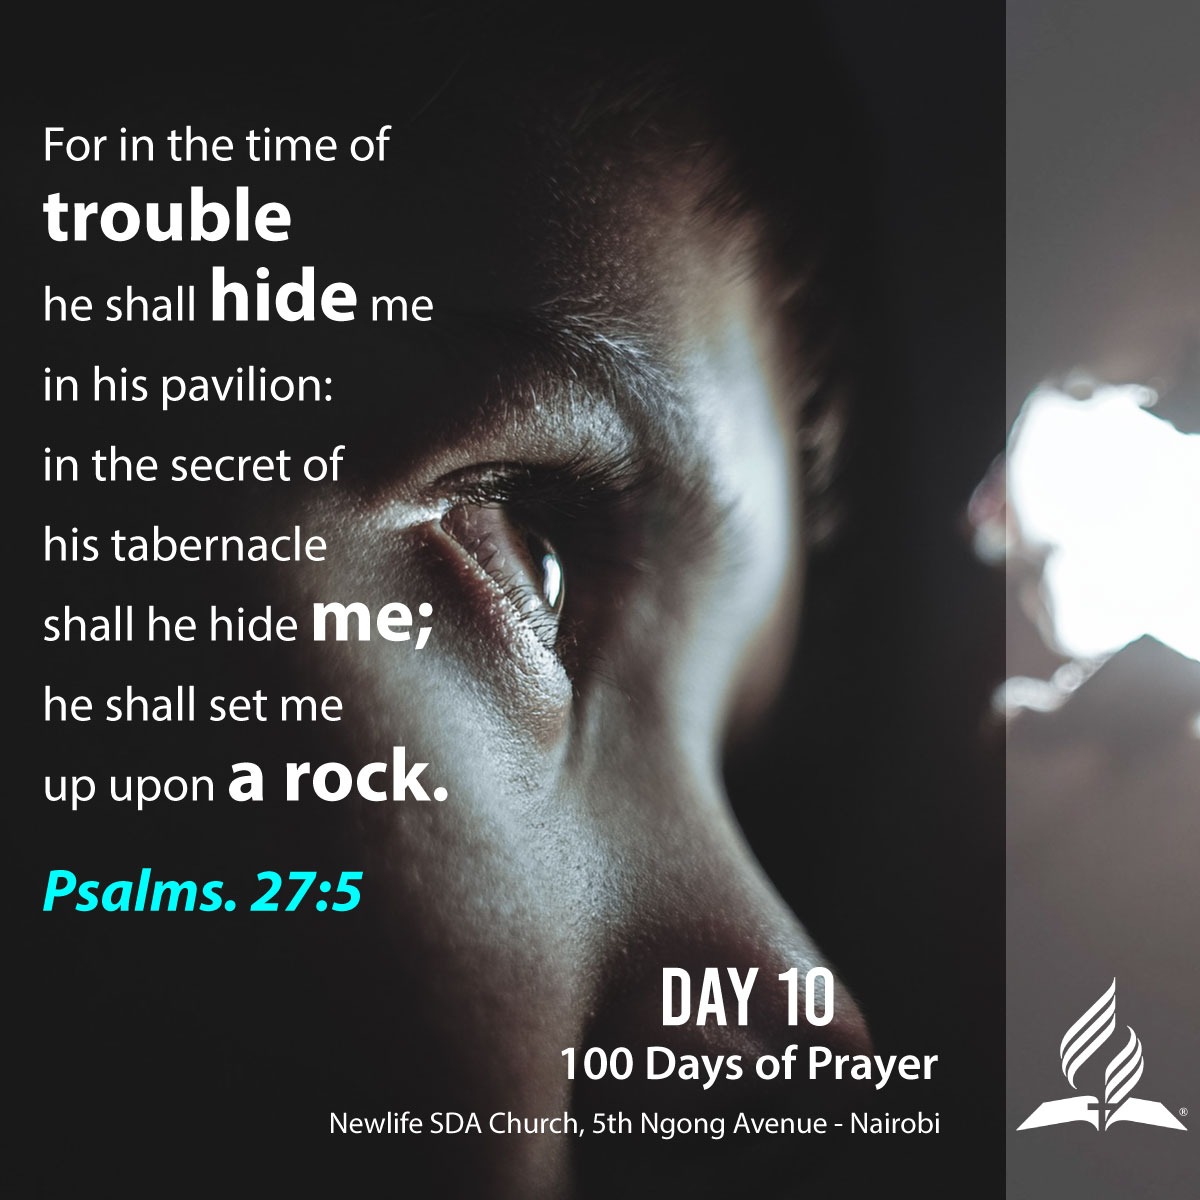 For in the time of
trouble
he shall hide me
in his pavilion:
in the secret of
his tabernacle
shall he hide me;
he shall set me
up upon a rock.
Psalms. 27:5
DAY 10
100 Days of Prayer
Newlife SDA Church, 5th Ngong Avenue - Nairobi
®